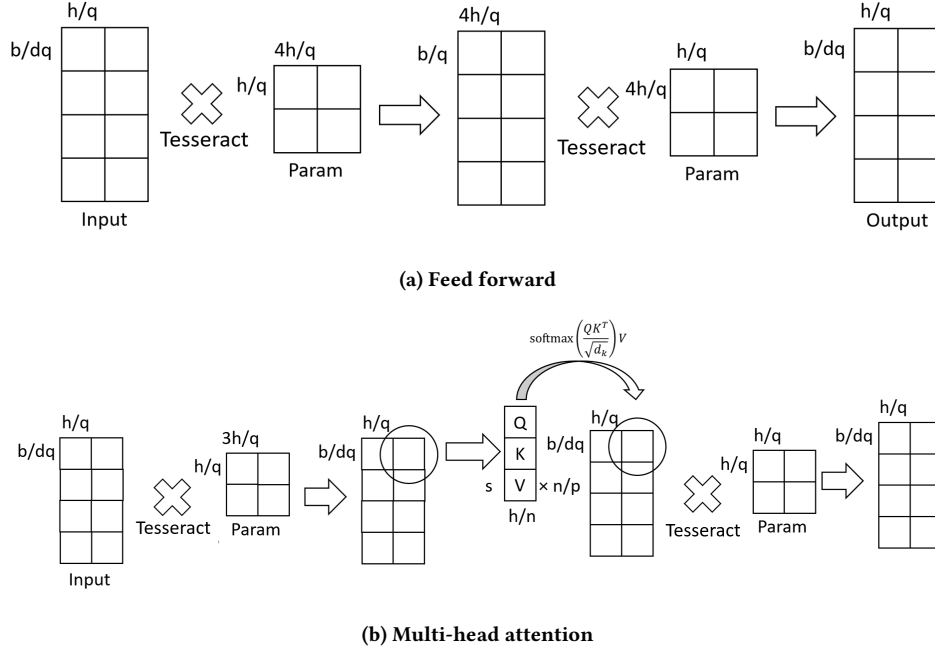 h/q
b/dq
Input
Tesseract
4h/q
h/q
Param
4h/q
b/q
Tesseract
h/q
4h/q
Param
h/q
b/dq
Output
(a) Feed forward
h/q
b/dq
Input
Tesseract
3h/q
h/q
Param
h/q
b/dq
softmax(QK^T/√d_k)V
Q
K
s V × n/p
h/n
h/q
b/dq
Tesseract
h/q
h/q
Param
h/q
b/dq
(b) Multi-head attention